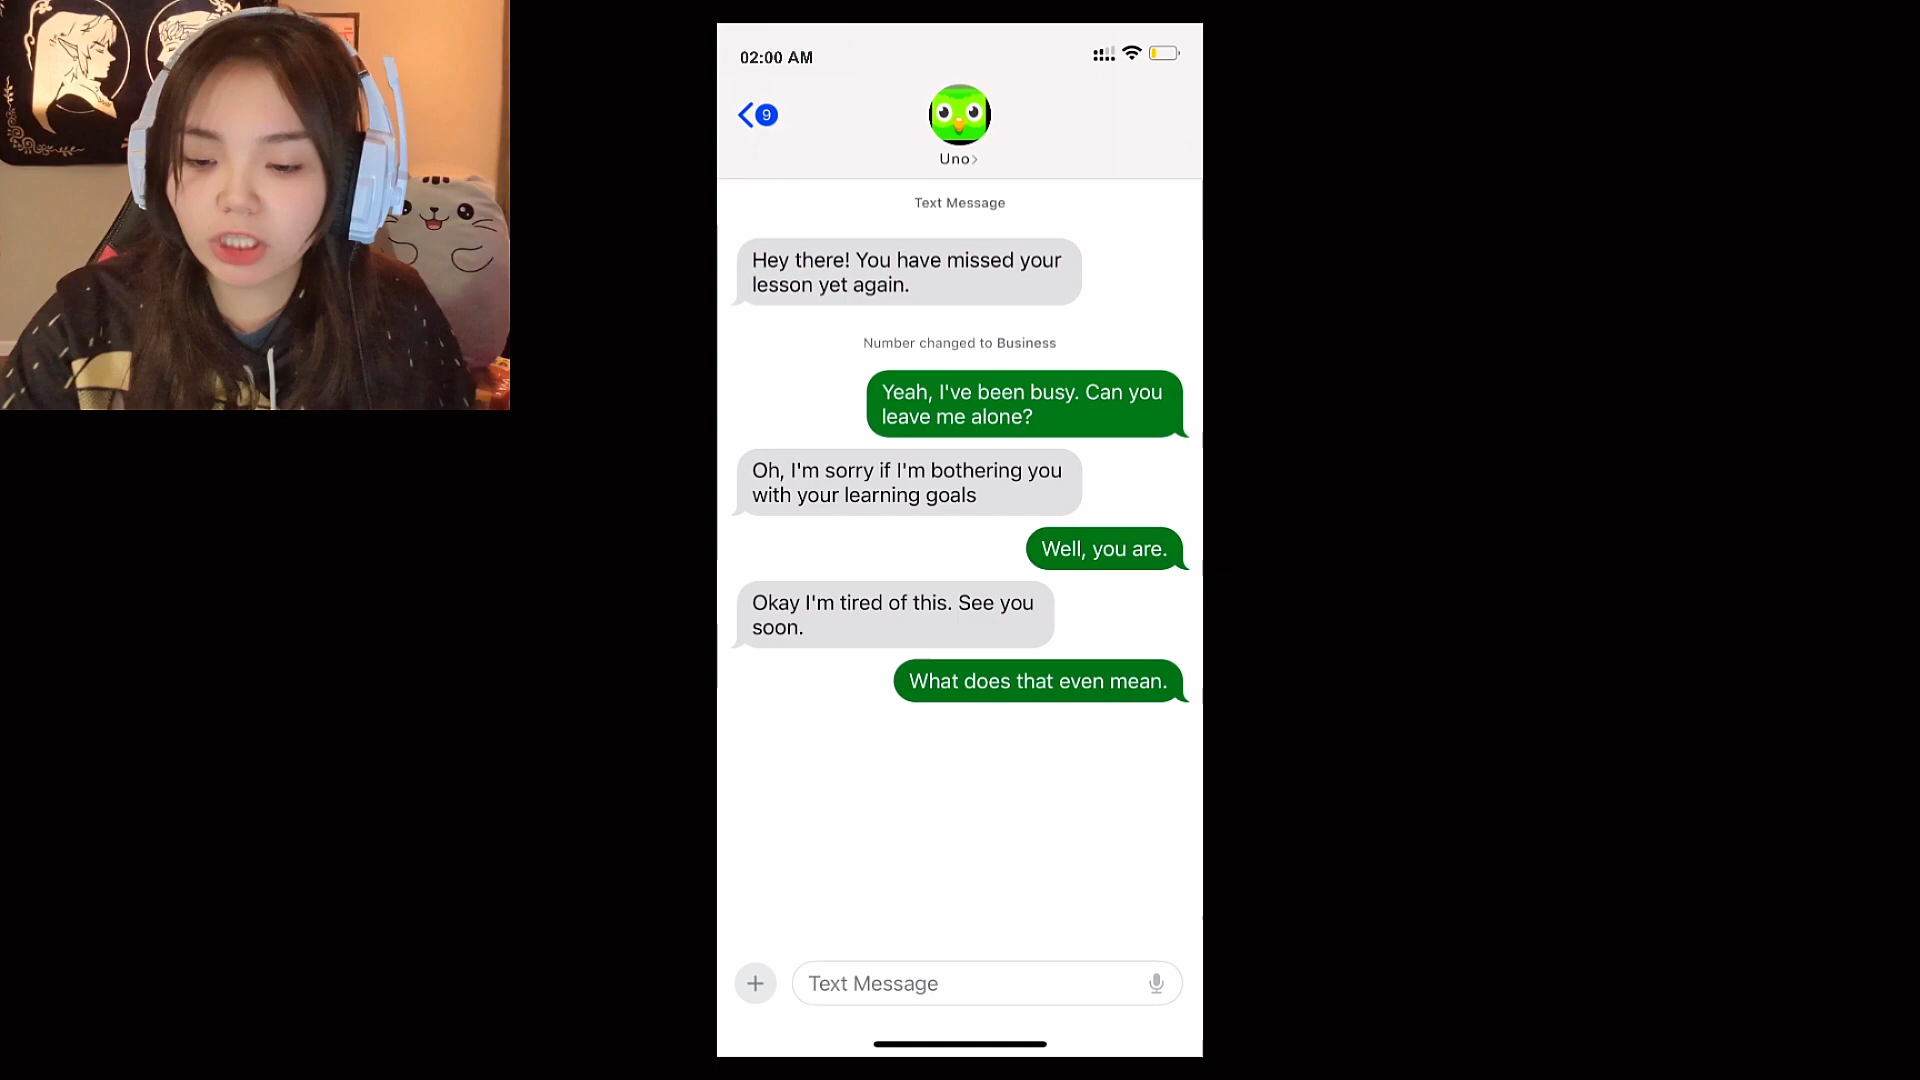 02:00 AM
9
Uno
Text Message
Hey there! You have missed your
lesson yet again.
Number changed to Business
Yeah, I've been busy. Can you
leave me alone?
Oh, I'm sorry if I'm bothering you
with your learning goals
Well, you are.
Okay I'm tired of this. See you
soon.
What does that even mean.
Text Message